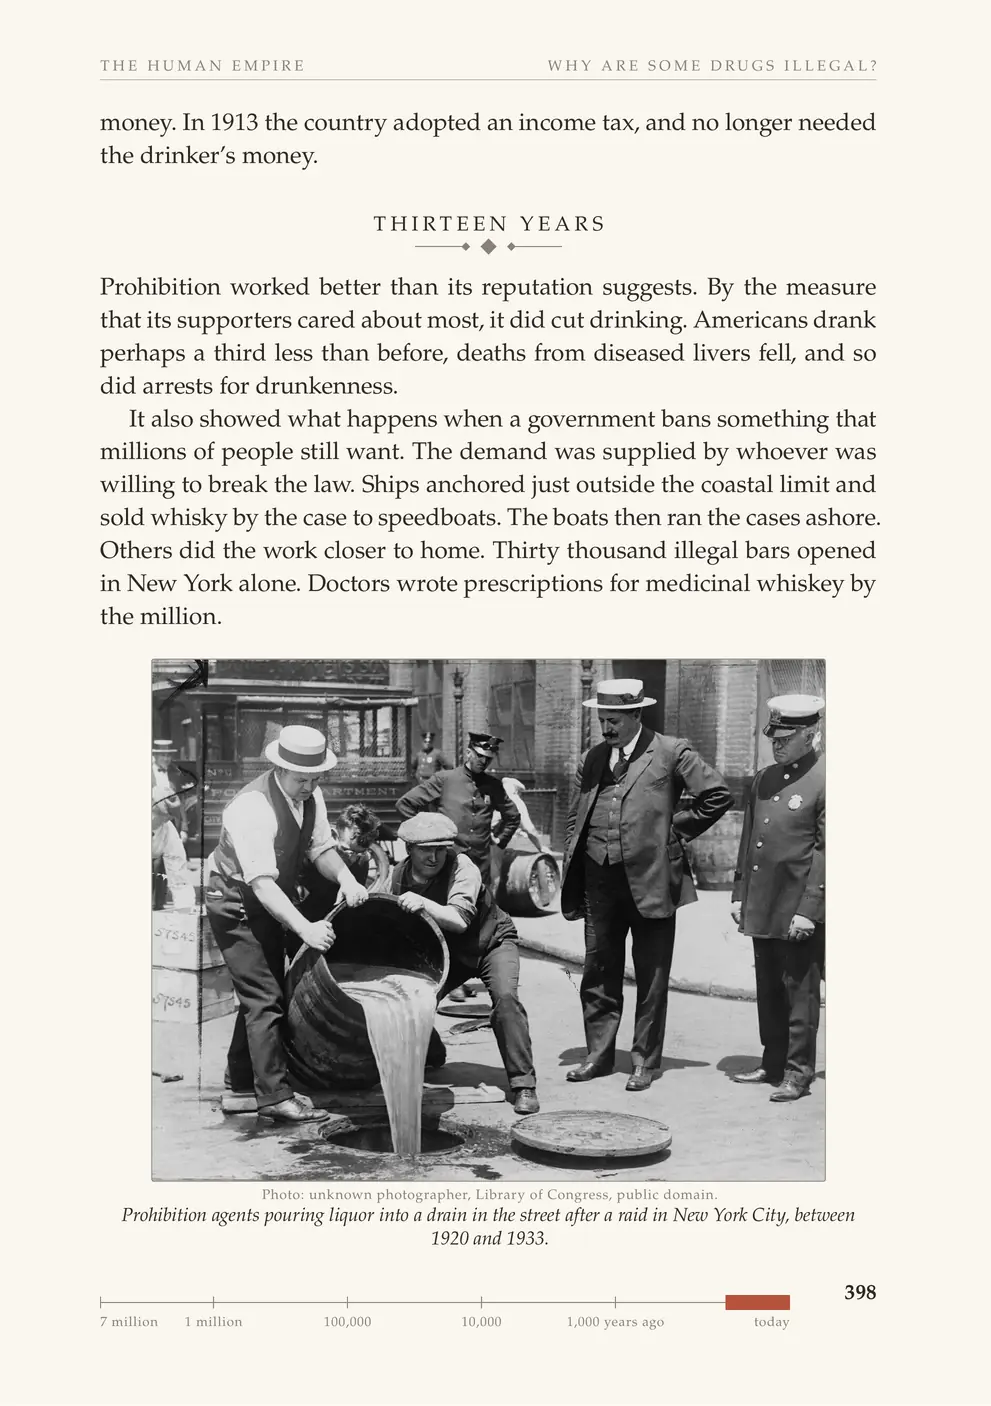 THE HUMAN EMPIRE
WHY ARE SOME DRUGS ILLEGAL?
money. In 1913 the country adopted an income tax, and no longer needed
the drinker’s money.
THIRTEEN YEARS
Prohibition worked better than its reputation suggests. By the measure
that its supporters cared about most, it did cut drinking. Americans drank
perhaps a third less than before, deaths from diseased livers fell, and so
did arrests for drunkenness.
It also showed what happens when a government bans something that
millions of people still want. The demand was supplied by whoever was
willing to break the law. Ships anchored just outside the coastal limit and
sold whisky by the case to speedboats. The boats then ran the cases ashore.
Others did the work closer to home. Thirty thousand illegal bars opened
in New York alone. Doctors wrote prescriptions for medicinal whiskey by
the million.
57545
57545
Photo: unknown photographer, Library of Congress, public domain.
Prohibition agents pouring liquor into a drain in the street after a raid in New York City, between
1920 and 1933.
398
7 million
1 million
100,000
10,000
1,000 years ago
today